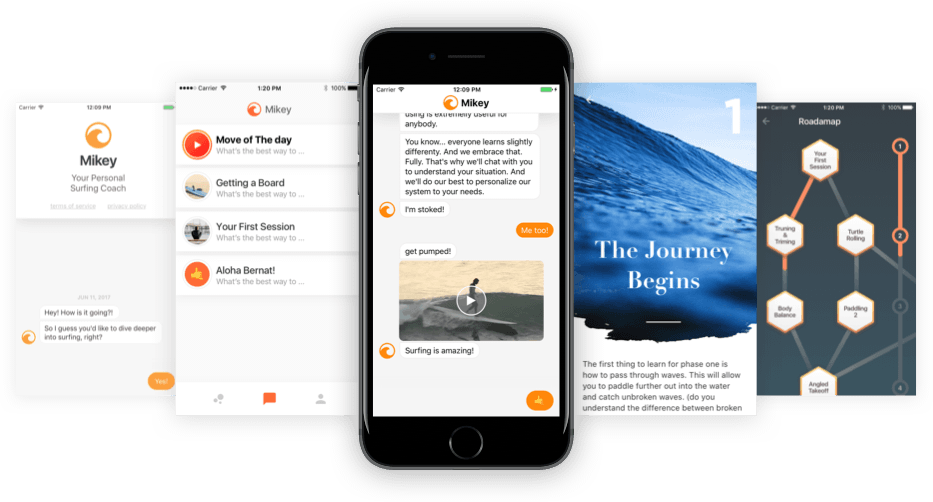 Carrier 12:09 PM
Mikey
Your Personal
Surfing Coach
terms of service privacy policy
JUN 11, 2017
Hey! How is it going?!
So I guess you'd like to dive deeper
into surfing, right?
Yes!
Carrier 1:20 PM 100%
Mikey
Move of The day
What's the best way to ...
Getting a Board
What's the best way to ...
Your First Session
What's the best way to ...
Aloha Bernat!
What's the best way to ...
Carrier 12:09 PM
Mikey
using is extremely useful for
anybody.
You know... everyone learns slightly
differenty. And we embrace that.
Fully. That's why we'll chat with you
to understand your situation. And
we'll do our best to personalize our
system to your needs.
I'm stoked!
Me too!
get pumped!
Surfing is amazing!
1
The Journey
Begins
The first thing to learn for phase one is
how to pass through waves. This will allow
you to paddle further out into the water
and catch unbroken waves. (do you
understand the difference between broken
Carrier 1:20 PM 100%
Roadamap
Your
First
Session
1
Truning
&
Triming
Turtle
Rolling
2
Body
Balance
Paddling
2
3
Angled
Takeoff
4